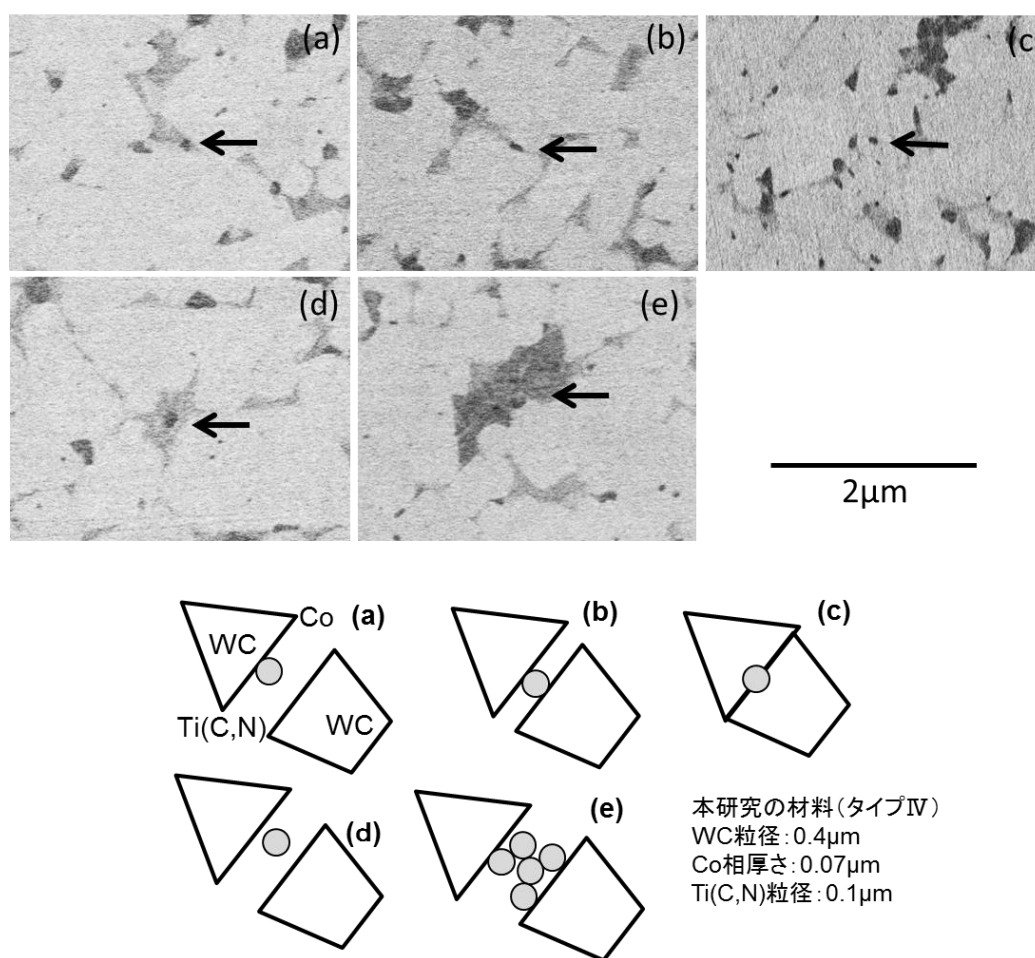 (a)
(b)
(c
(d)
(e)
2μm
Co (a)
WC
Ti(C,N)
WC
(b)
(c)
(d)
(e)
本研究の材料(タイプⅣ)
WC粒径:0.4μm
Co相厚さ:0.07μm
Ti(C,N)粒径:0.1μm